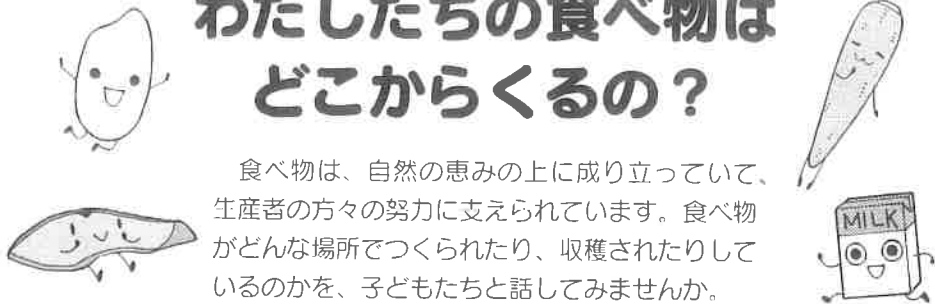 わたしたちの食べ物は
どこからくるの？
食べ物は、自然の恵みの上に成り立っていて、
生産者の方々の努力に支えられています。食べ物
がどんな場所でつくられたり、収穫されたりして
いるのかを、子どもたちと話してみませんか。
MILK